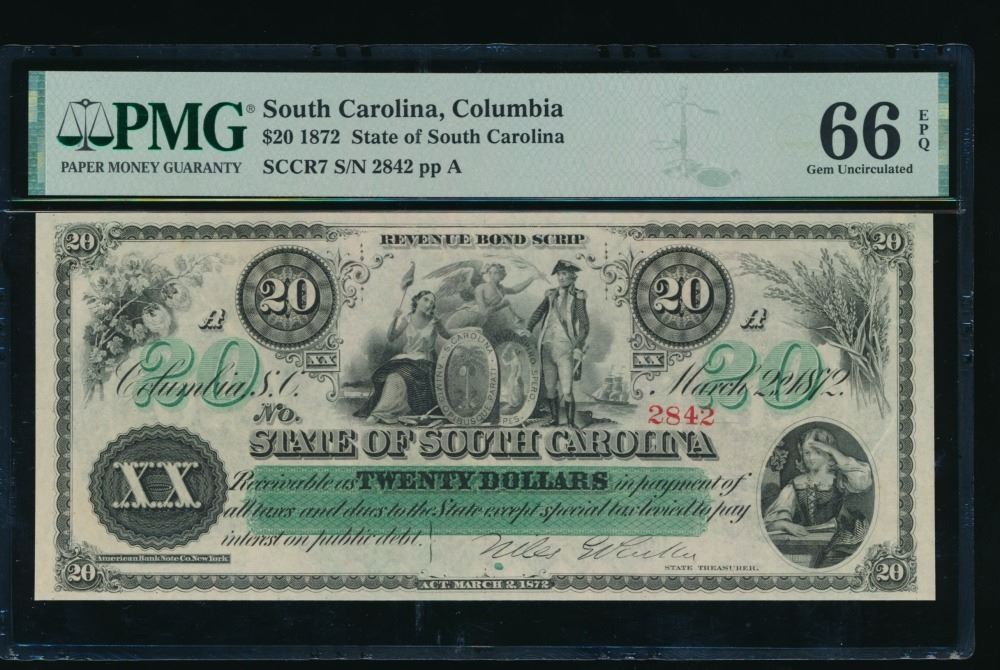 PMG®
PAPER MONEY GUARANTY
South Carolina, Columbia
$20 1872 State of South Carolina
SCCR7 S/N 2842 pp A
66
EPQ
Gem Uncirculated
20
REVENUE BOND SCRIP
20
20
20
A
A
XX
XX
20
20
Columbia, S.C.
March 2d, 1872.
No.
2842
STATE OF SOUTH CAROLINA
XX
Receivable as TWENTY DOLLARS in payment of
all taxes and dues to the State except special tax levied to pay
interest on public debt.
American Bank Note Co. New York
STATE TREASURER.
20
ACT. MARCH 2, 1872
20